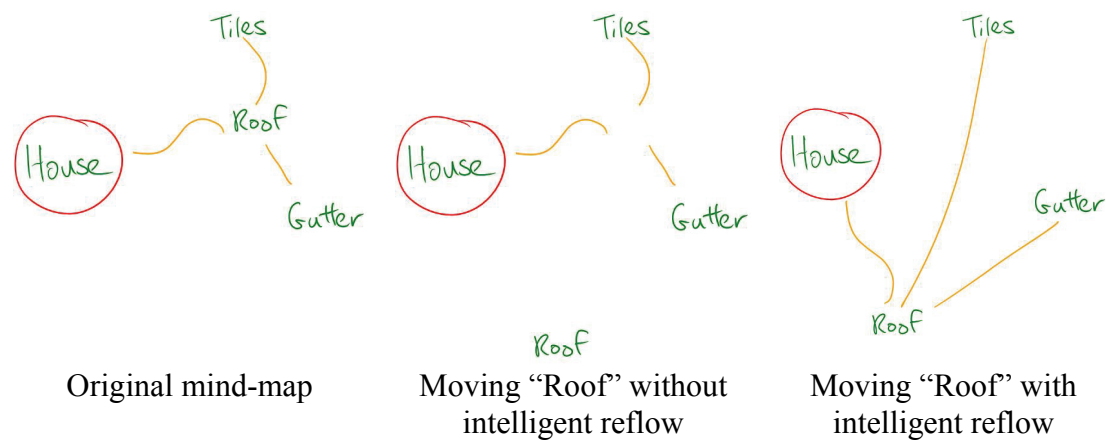 Tiles
Roof
House
Gutter
Original mind-map
Tiles
House
Gutter
Roof
Moving “Roof” without
intelligent reflow
Tiles
House
Gutter
Roof
Moving “Roof” with
intelligent reflow